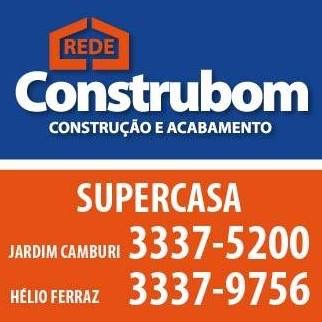 REDE
Construbom
CONSTRUÇÃO E ACABAMENTO
SUPERCASA
JARDIM CAMBURI 3337-5200
HÉLIO FERRAZ 3337-9756